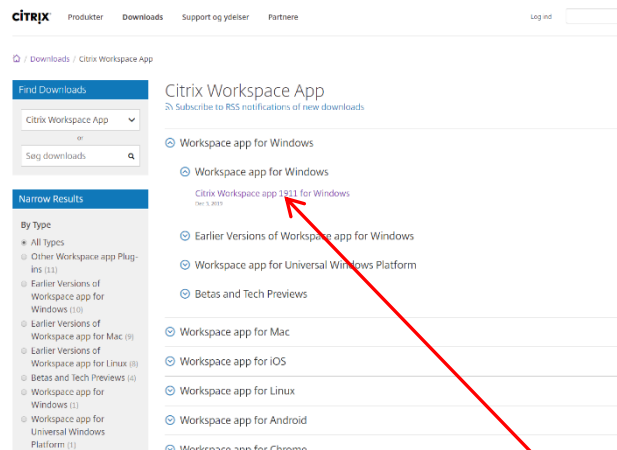 CITRIX Produkter Downloads Support og ydelser Partnere Log ind
/ Downloads / Citrix Workspace App
Find Downloads
Citrix Workspace App
or
Søg downloads
Narrow Results
By Type
All Types
Other Workspace app Plug-
ins (11)
Earlier Versions of
Workspace app for
Windows (10)
Earlier Versions of
Workspace app for Mac (9)
Earlier Versions of
Workspace app for Linux (8)
Betas and Tech Previews (4)
Workspace app for
Windows (1)
Workspace app for
Universal Windows
Platform (1)
Citrix Workspace App
Subscribe to RSS notifications of new downloads
Workspace app for Windows
Workspace app for Windows
Citrix Workspace app 1911 for Windows
Dec 5, 2019
Earlier Versions of Workspace app for Windows
Workspace app for Universal Windows Platform
Betas and Tech Previews
Workspace app for Mac
Workspace app for iOS
Workspace app for Linux
Workspace app for Android
Workspace app for Chrome